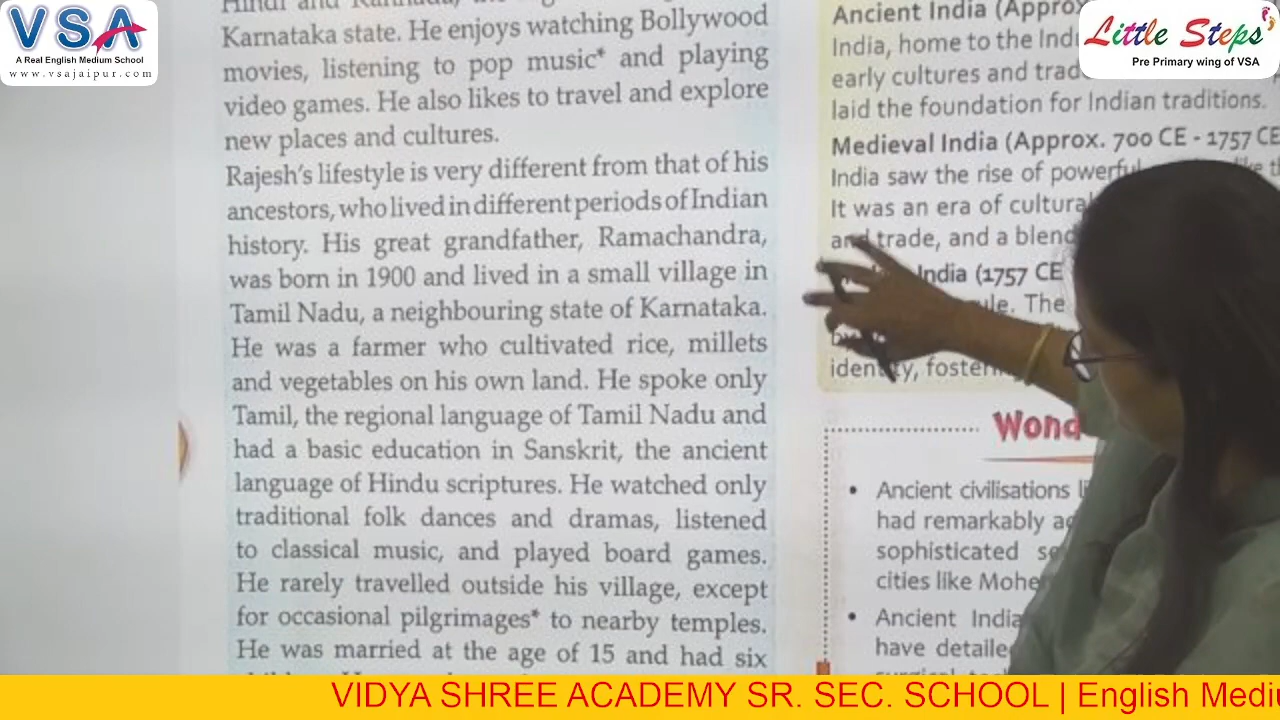 VSA
A Real English Medium School
www.vsajaipur.com
Little Steps
Pre Primary wing of VSA
Hindi and Kannada,
Karnataka state. He enjoys watching Bollywood
movies, listening to pop music* and playing
video games. He also likes to travel and explore
new places and cultures.
Rajesh's lifestyle is very different from that of his
ancestors, who lived in different periods of Indian
history. His great grandfather, Ramachandra,
was born in 1900 and lived in a small village in
Tamil Nadu, a neighbouring state of Karnataka.
He was a farmer who cultivated rice, millets
and vegetables on his own land. He spoke only
Tamil, the regional language of Tamil Nadu and
had a basic education in Sanskrit, the ancient
language of Hindu scriptures. He watched only
traditional folk dances and dramas, listened
to classical music, and played board games.
He rarely travelled outside his village, except
for occasional pilgrimages* to nearby temples.
He was married at the age of 15 and had six
Ancient India (Approx
India, home to the
early cultures and
laid the foundation for Indian traditions.
Medieval India (Approx. 700 CE - 1757 CE
India saw the rise of
It was an era of
and trade, and a
India (1757 CE
The
• Ancient civilisations
had remarkably
sophisticated
cities like
• Ancient
have
VIDYA SHREE ACADEMY SR. SEC. SCHOOL | English Medi